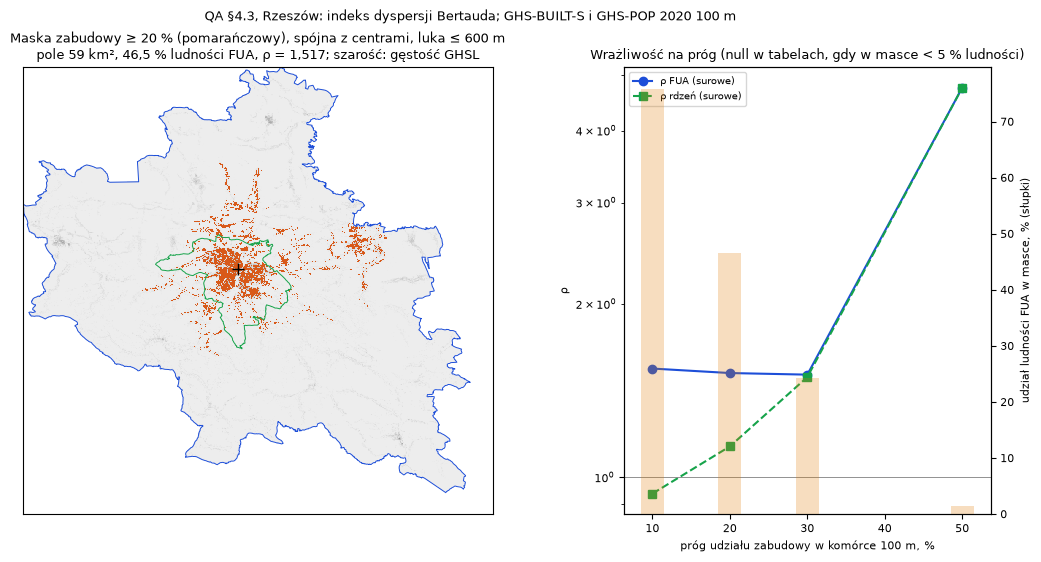 QA §4.3, Rzeszów: indeks dyspersji Bertauda; GHS-BUILT-S i GHS-POP 2020 100 m
Maska zabudowy ≥ 20 % (pomarańczowy), spójna z centrami, luka ≤ 600 m
pole 59 km², 46,5 % ludności FUA, ρ = 1,517; szarość: gęstość GHSL
Wrażliwość na próg (null w tabelach, gdy w masce < 5 % ludności)
ρ FUA (surowe)
ρ rdzeń (surowe)
4 × 10⁰
3 × 10⁰
2 × 10⁰
10⁰
ρ
70
60
50
40
30
20
10
0
udział ludności FUA w masce, % (słupki)
10 20 30 40 50
próg udziału zabudowy w komórce 100 m, %